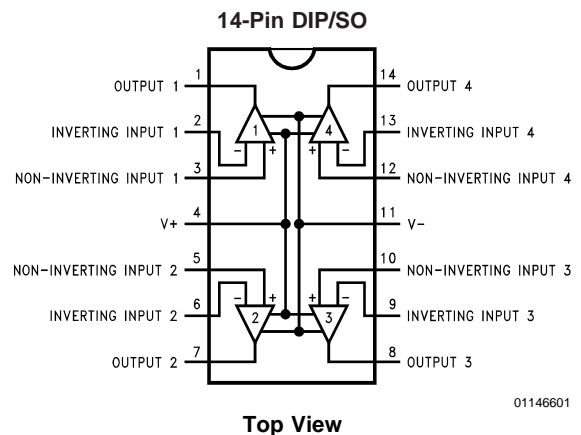 14-Pin DIP/SO
1 14
OUTPUT 1 OUTPUT 4
2 13
INVERTING INPUT 1 1 4 INVERTING INPUT 4
- + + -
3 12
NON-INVERTING INPUT 1 NON-INVERTING INPUT 4
4 11
V+ V-
5 10
NON-INVERTING INPUT 2 NON-INVERTING INPUT 3
- + + -
6 9
INVERTING INPUT 2 2 3 INVERTING INPUT 3
7 8
OUTPUT 2 OUTPUT 3
01146601
Top View